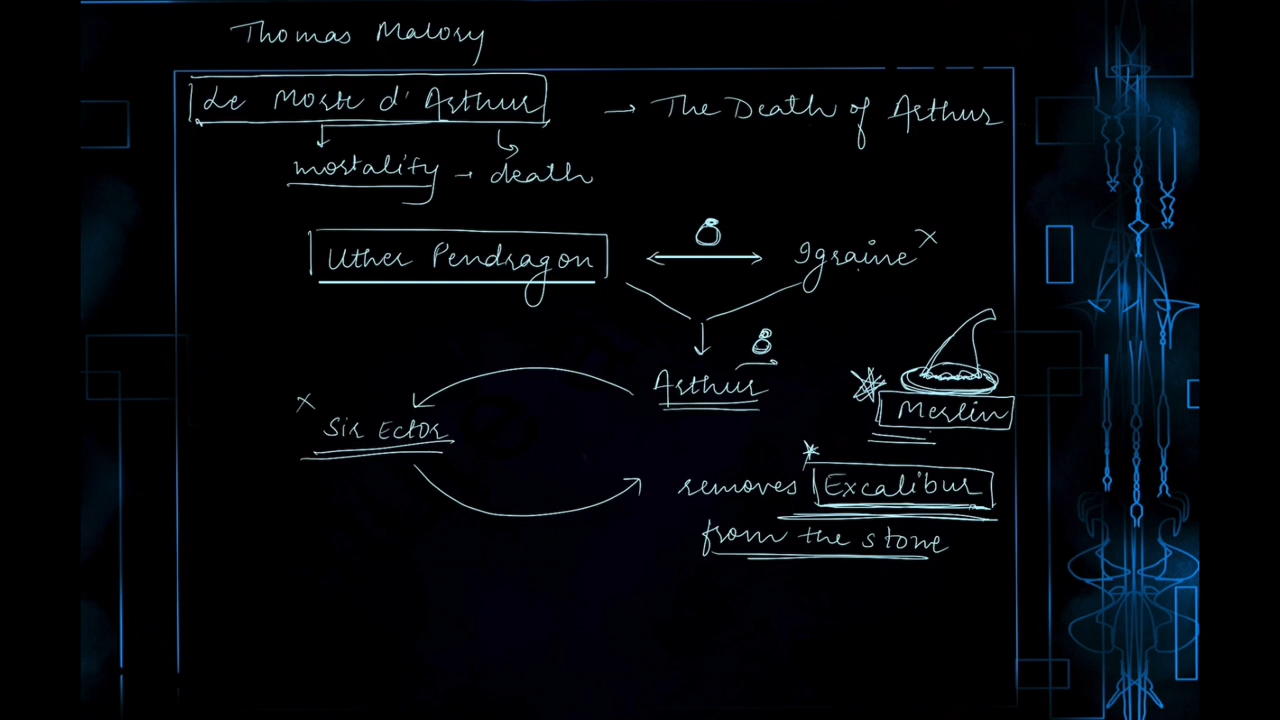 Thomas Malory
Le Morte d'Arthur → The Death of Arthur
mortality → death
Uther Pendragon ↔ Igraine x
Arthur
Merlin
x Sir Ector
removes Excalibur
from the stone